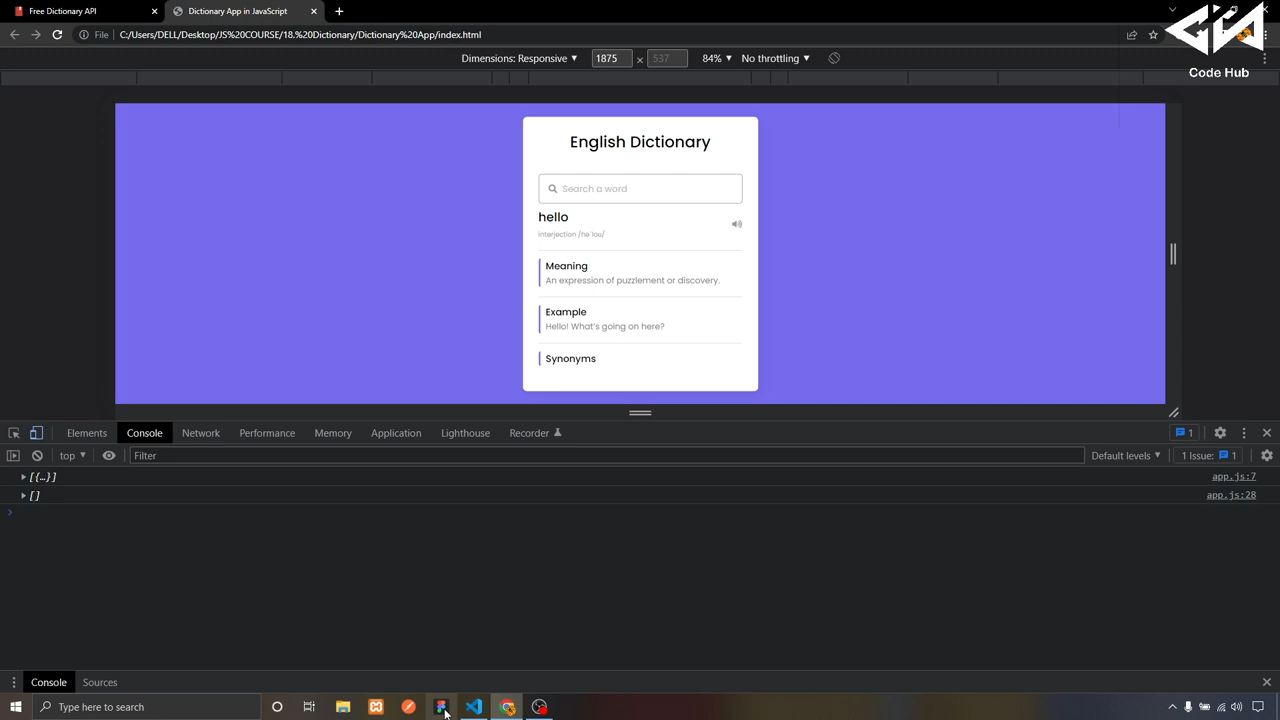 Free Dictionary API
Dictionary App in JavaScript
File
C:/Users/DELL/Desktop/JS%20COURSE/18.%20Dictionary/Dictionary%20App/index.html
Code Hub
Dimensions: Responsive
1875
×
537
84%
No throttling
English Dictionary
Search a word
hello
interjection /həˈləʊ/
Meaning
An expression of puzzlement or discovery.
Example
Hello! What's going on here?
Synonyms
Elements
Console
Network
Performance
Memory
Application
Lighthouse
Recorder
1
top
Filter
Default levels
1 Issue:
1
[{…}]
app.js:7
[]
app.js:28
Console
Sources
Type here to search